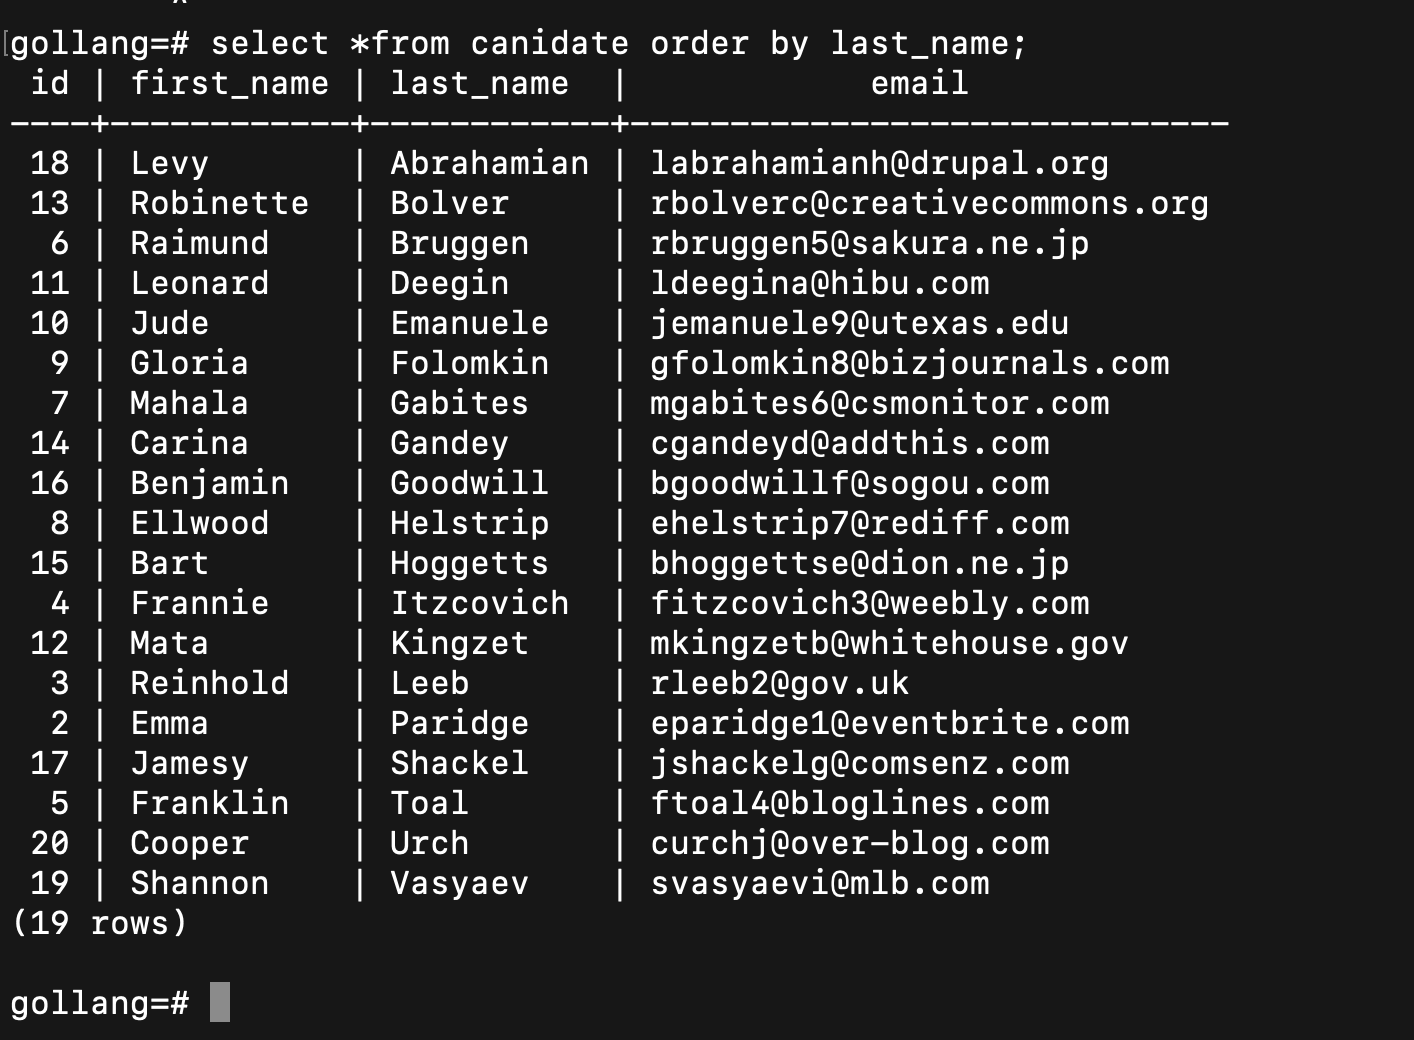 gollang=# select *from canidate order by last_name;
 id | first_name | last_name  |            email
----+------------+------------+------------------------------
 18 | Levy       | Abrahamian | labrahamianh@drupal.org
 13 | Robinette  | Bolver     | rbolverc@creativecommons.org
  6 | Raimund    | Bruggen    | rbruggen5@sakura.ne.jp
 11 | Leonard    | Deegin     | ldeegina@hibu.com
 10 | Jude       | Emanuele   | jemanuele9@utexas.edu
  9 | Gloria     | Folomkin   | gfolomkin8@bizjournals.com
  7 | Mahala     | Gabites    | mgabites6@csmonitor.com
 14 | Carina     | Gandey     | cgandeyd@addthis.com
 16 | Benjamin   | Goodwill   | bgoodwillf@sogou.com
  8 | Ellwood    | Helstrip   | ehelstrip7@rediff.com
 15 | Bart       | Hoggetts   | bhoggettse@dion.ne.jp
  4 | Frannie    | Itzcovich  | fitzcovich3@weebly.com
 12 | Mata       | Kingzet    | mkingzetb@whitehouse.gov
  3 | Reinhold   | Leeb       | rleeb2@gov.uk
  2 | Emma       | Paridge    | eparidge1@eventbrite.com
 17 | Jamesy     | Shackel    | jshackelg@comsenz.com
  5 | Franklin   | Toal       | ftoal4@bloglines.com
 20 | Cooper     | Urch       | curchj@over-blog.com
 19 | Shannon    | Vasyaev    | svasyaevi@mlb.com
(19 rows)

gollang=#